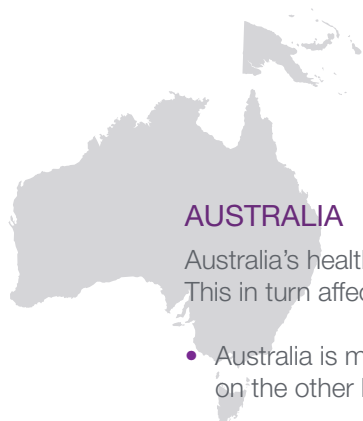 AUSTRALIA
Australia's
This in turn
Australia is
on the other